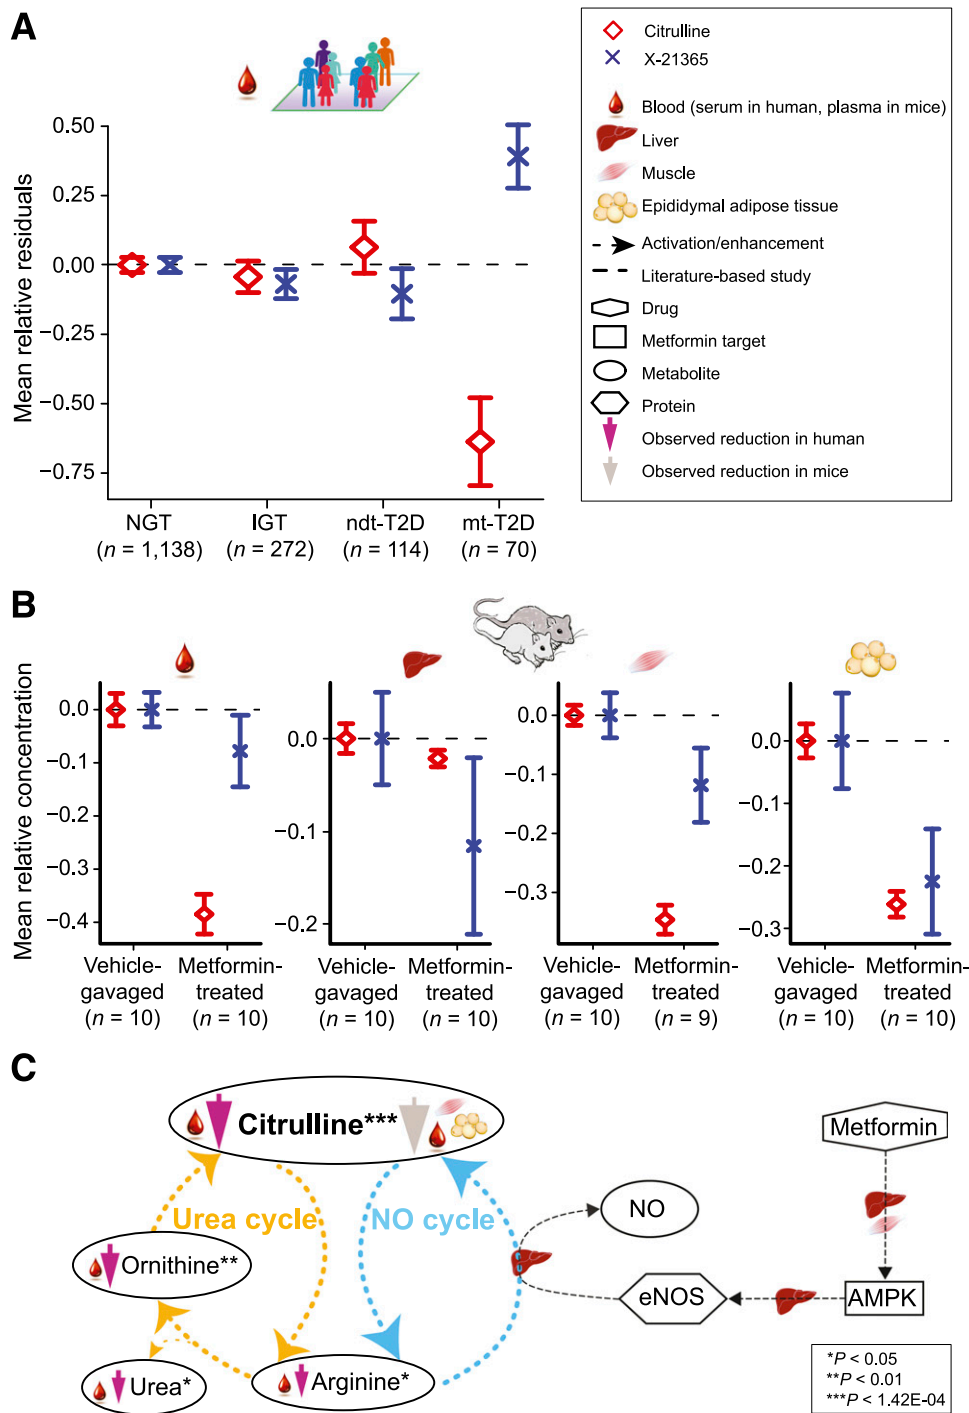 A
Citrulline
X-21365
Blood (serum in human, plasma in mice)
Liver
Muscle
Epididymal adipose tissue
Activation/enhancement
Literature-based study
Drug
Metformin target
Metabolite
Protein
Observed reduction in human
Observed reduction in mice
Mean relative residuals
0.50
0.25
0.00
−0.25
−0.50
−0.75
NGT IGT ndt-T2D mt-T2D
(n = 1,138) (n = 272) (n = 114) (n = 70)
B
Mean relative concentration
0.0
−0.1
−0.2
−0.3
−0.4
0.0
−0.1
−0.2
0.0
−0.1
−0.2
−0.3
0.0
−0.1
−0.2
−0.3
Vehicle- Metformin- Vehicle- Metformin- Vehicle- Metformin- Vehicle- Metformin-
gavaged treated gavaged treated gavaged treated gavaged treated
(n = 10) (n = 10) (n = 10) (n = 10) (n = 10) (n = 9) (n = 10) (n = 10)
C
Citrulline***
Metformin
Urea cycle
NO cycle
NO
Ornithine**
eNOS
AMPK
Urea*
Arginine*
*P < 0.05
**P < 0.01
***P < 1.42E-04